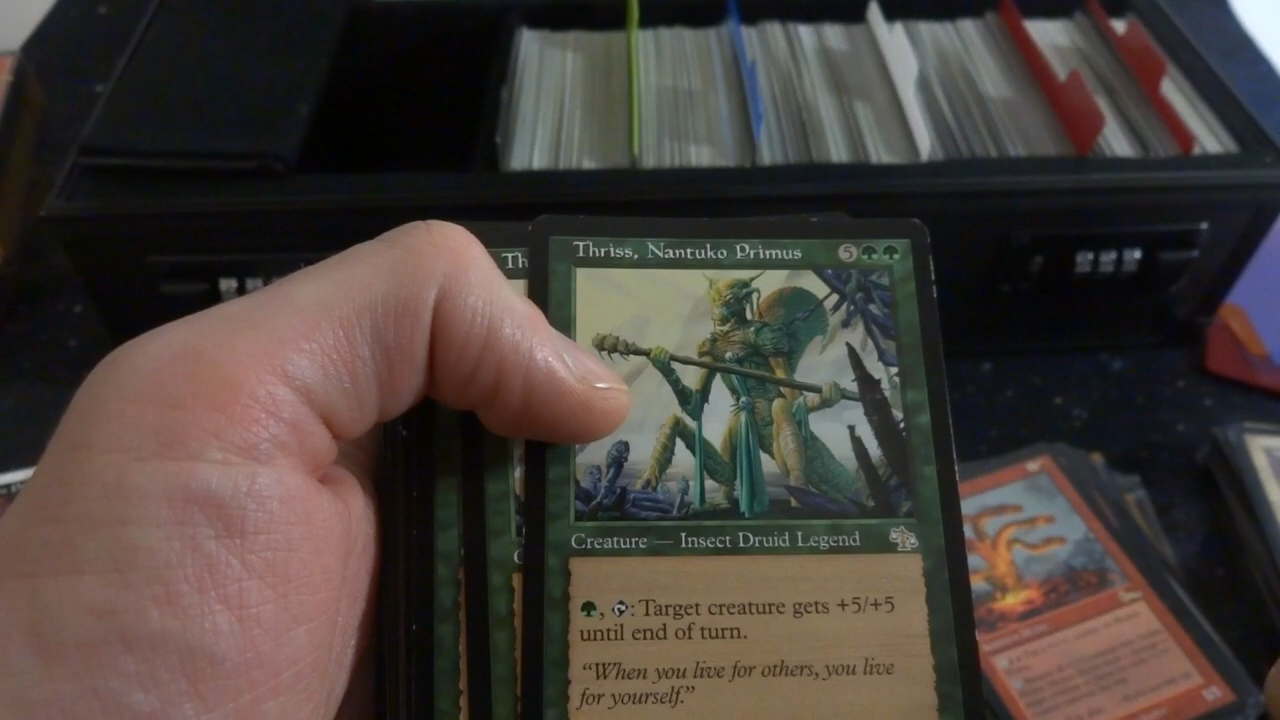 Thriss, Nantuko Primus 5
Th
Creature — Insect Druid Legend
C
, : Target creature gets +5/+5
until end of turn.
"When you live for others, you live
for yourself."